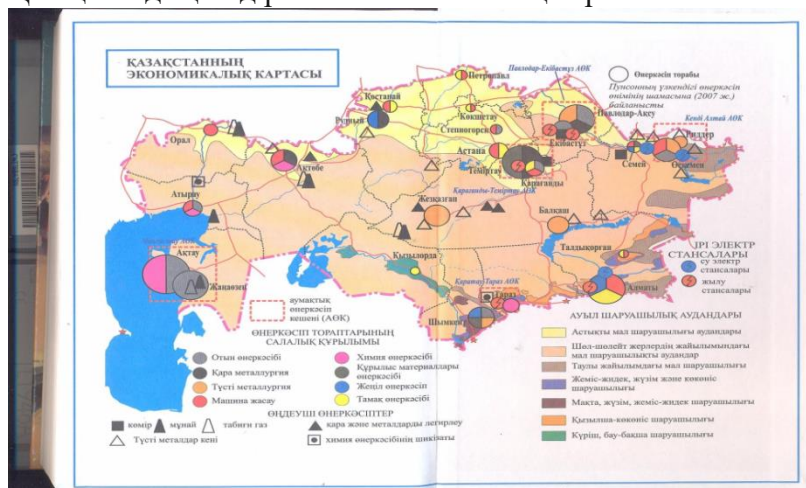 ҚАЗАҚСТАННЫҢ
ЭКОНОМИКАЛЫҚ КАРТАСЫ
Петропавл
Павлодар-Екібастұз АӨК
Өнеркәсіп торабы
Пунсонның үлкендігі өнеркәсіп
өнімінің шамасына (2007 ж.)
байланысты
Қостанай
Рудный
Көкшетау
Степногорск
Павлодар-Ақсу
Кенді Алтай АӨК
Екібастұз
Риддер
Орал
Астана
Теміртау
Семей
Өскемен
Ақтөбе
Қарағанды
Қарағанды-Теміртау АӨК
Атырау
Жезқазған
Балқаш
Талдықорған
ІРІ ЭЛЕКТР
СТАНСАЛАРЫ
су электр
стансалары
жылу
стансалары
Ақтау
Жаңаөзен
Қызылорда
Қаратау-Тараз АӨК
Тараз
Алматы
Шымкент
аумақтық
өнеркәсіп
кешені (АӨК)
ӨНЕРКӘСІП ТОРАПТАРЫНЫҢ
САЛАЛЫҚ ҚҰРЫЛЫМЫ
Отын өнеркәсібі
Қара металлургия
Түсті металлургия
Машина жасау
Химия өнеркәсібі
Құрылыс материалдары
өнеркәсібі
Жеңіл өнеркәсіп
Тамақ өнеркәсібі
ӨҢДЕУШІ ӨНЕРКӘСІПТЕР
көмір
мұнай
табиғи газ
қара және металдарды легирлеу
Түсті металдар кені
химия өнеркәсібінің шикізаты
АУЫЛ ШАРУАШЫЛЫҚ АУДАНДАРЫ
Астықты мал шаруашылығы аудандары
Шөл-шөлейт жерлердің жайылымындағы
мал шаруашылықты аудандар
Таулы жайылымдағы мал шаруашылығы
Жеміс-жидек, жүзім және көкөніс
шаруашылығы
Мақта, жүзім, жеміс-жидек шаруашылығы
Қызылша-көкөніс шаруашылығы
Күріш, бау-бақша шаруашылығы